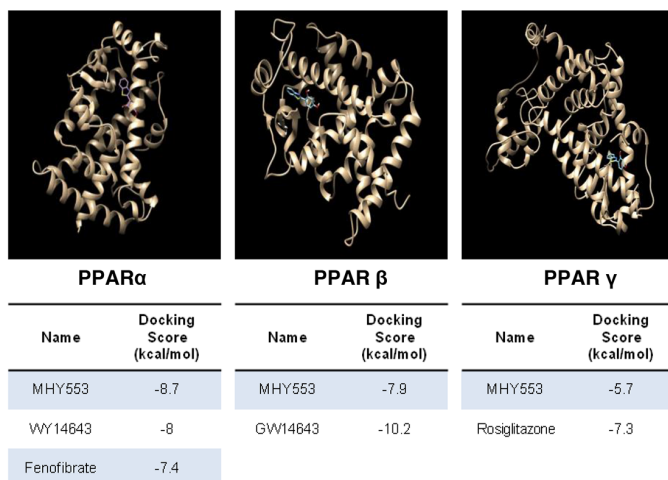 PPARα
PPAR β
PPAR γ
Name
Docking
Score
(kcal/mol)
MHY553
-8.7
WY14643
-8
Fenofibrate
-7.4
Name
Docking
Score
(kcal/mol)
MHY553
-7.9
GW14643
-10.2
Name
Docking
Score
(kcal/mol)
MHY553
-5.7
Rosiglitazone
-7.3